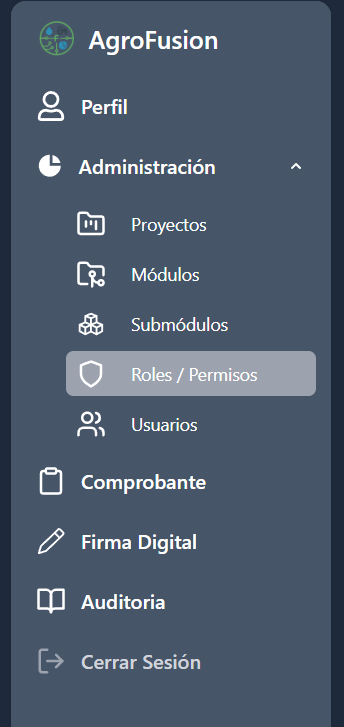 AgroFusion
Perfil
Administración
Proyectos
Módulos
Submódulos
Roles / Permisos
Usuarios
Comprobante
Firma Digital
Auditoria
Cerrar Sesión